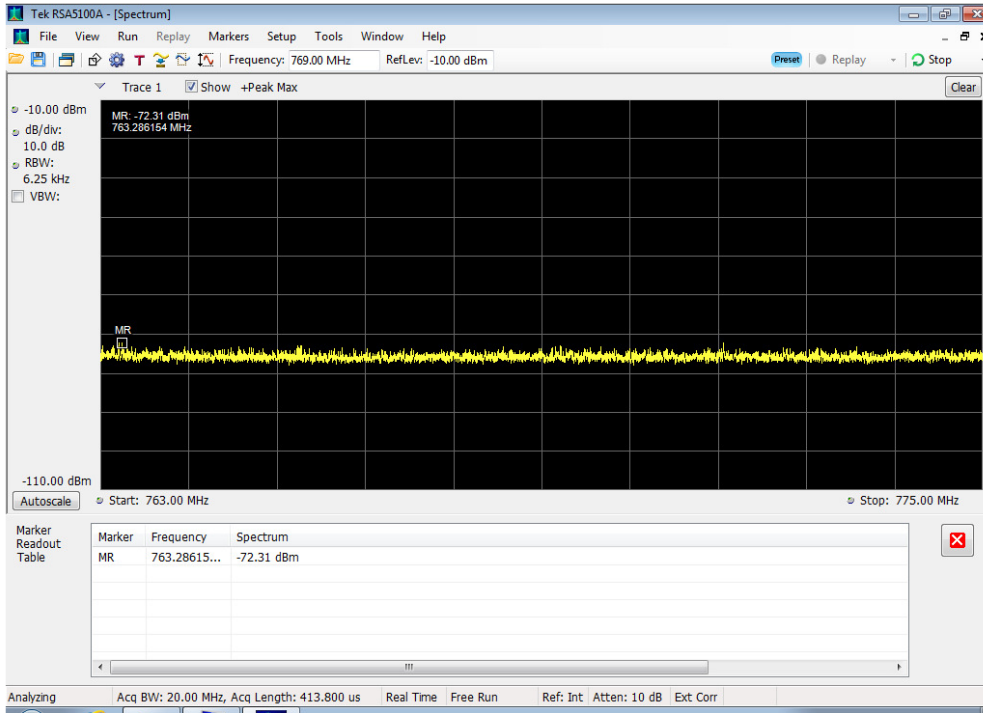 Tek RSA5100A - [Spectrum]
File View Run Replay Markers Setup Tools Window Help
T Frequency: 769.00 MHz RefLev: -10.00 dBm Preset Replay Stop
Trace 1 Show +Peak Max Clear
-10.00 dBm
dB/div:
10.0 dB
RBW:
6.25 kHz
VBW:
MR: -72.31 dBm
763.286154 MHz
MR
-110.00 dBm
Autoscale Start: 763.00 MHz Stop: 775.00 MHz
Marker
Readout
Table
Marker Frequency Spectrum
MR 763.28615... -72.31 dBm
Analyzing Acq BW: 20.00 MHz, Acq Length: 413.800 us Real Time Free Run Ref: Int Atten: 10 dB Ext Corr